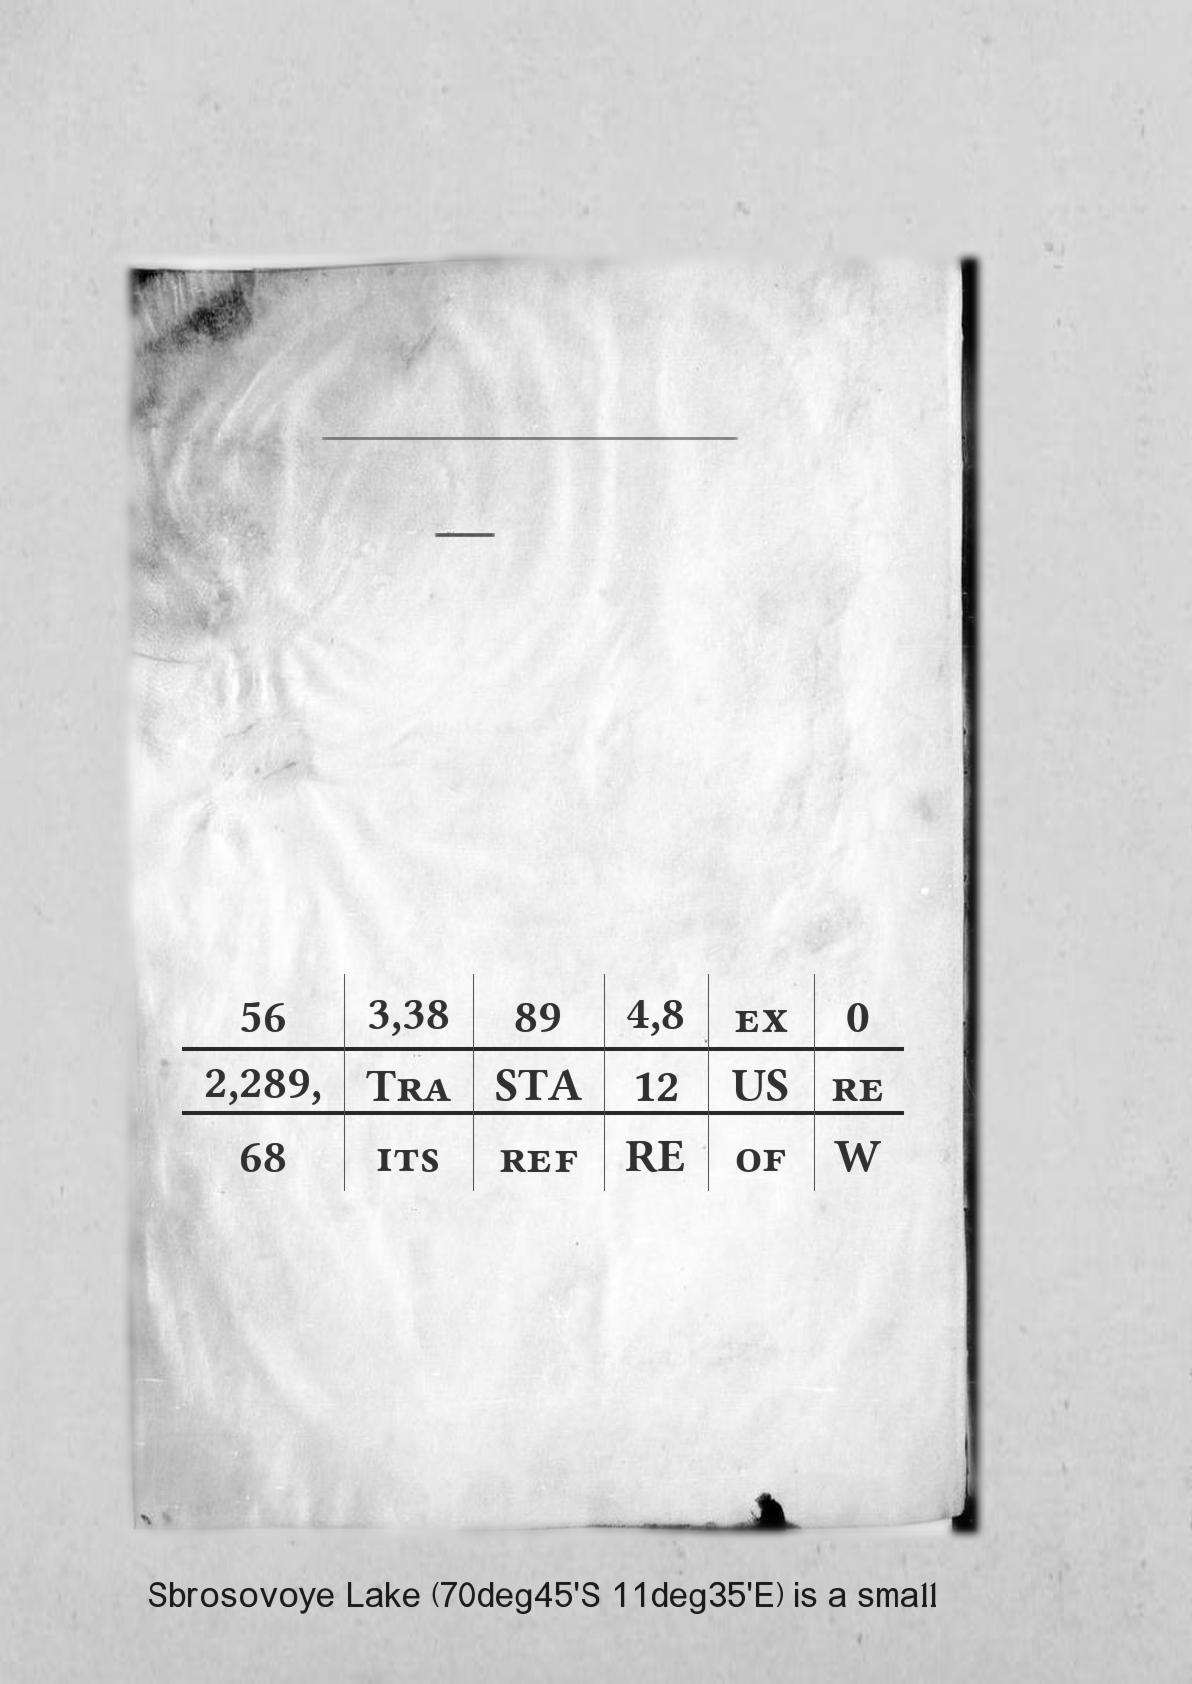 56 3,38 89 4,8 EX 0
2,289, TRA STA 12 US RE
68 ITS REF RE OF W
Sbrosovoye Lake (70deg45'S 11deg35'E) is a small